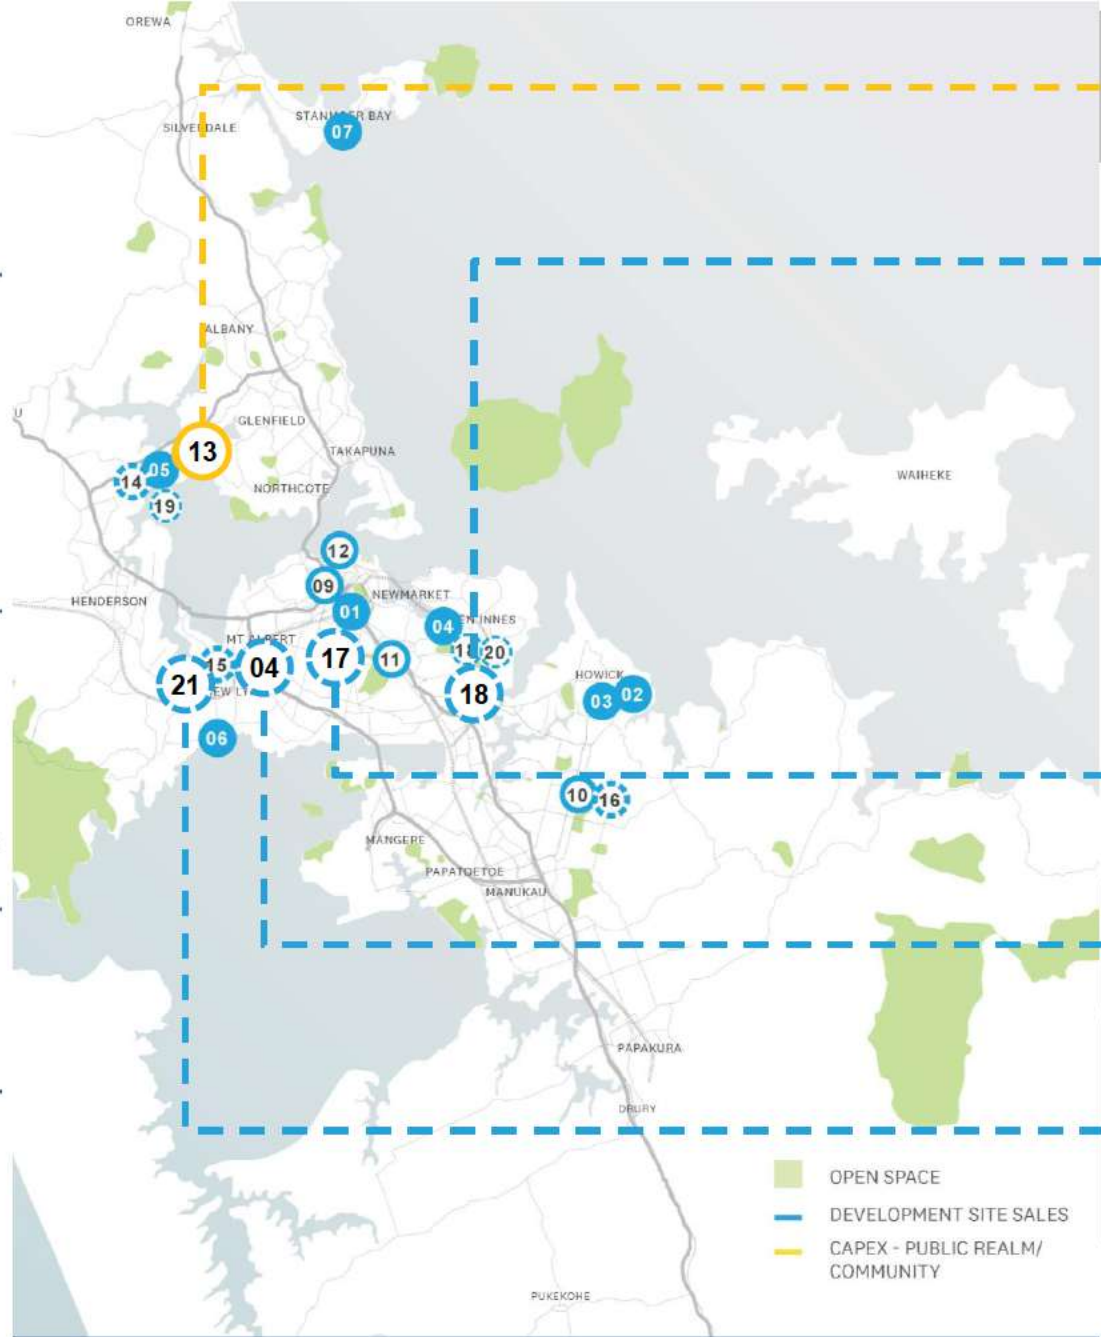 OREWA
SILVERDALE
07
ALBANY
U
GLENFIELD
13
TAKAPUNA
05
14
NORTHCOTE
19
WAIHEKE
12
09
NEWMARKET
HENDERSON
01
04
EN INNES
MT ALBERT
15
04
17
11
18
20
HOWICK
21
18
03
02
06
10
16
MANGERE
PAPATOETOE
MANUKAU
PAPAKURA
DRURY
OPEN SPACE
DEVELOPMENT SITE SALES
CAPEX - PUBLIC REALM/
COMMUNITY
PUKEKOHE